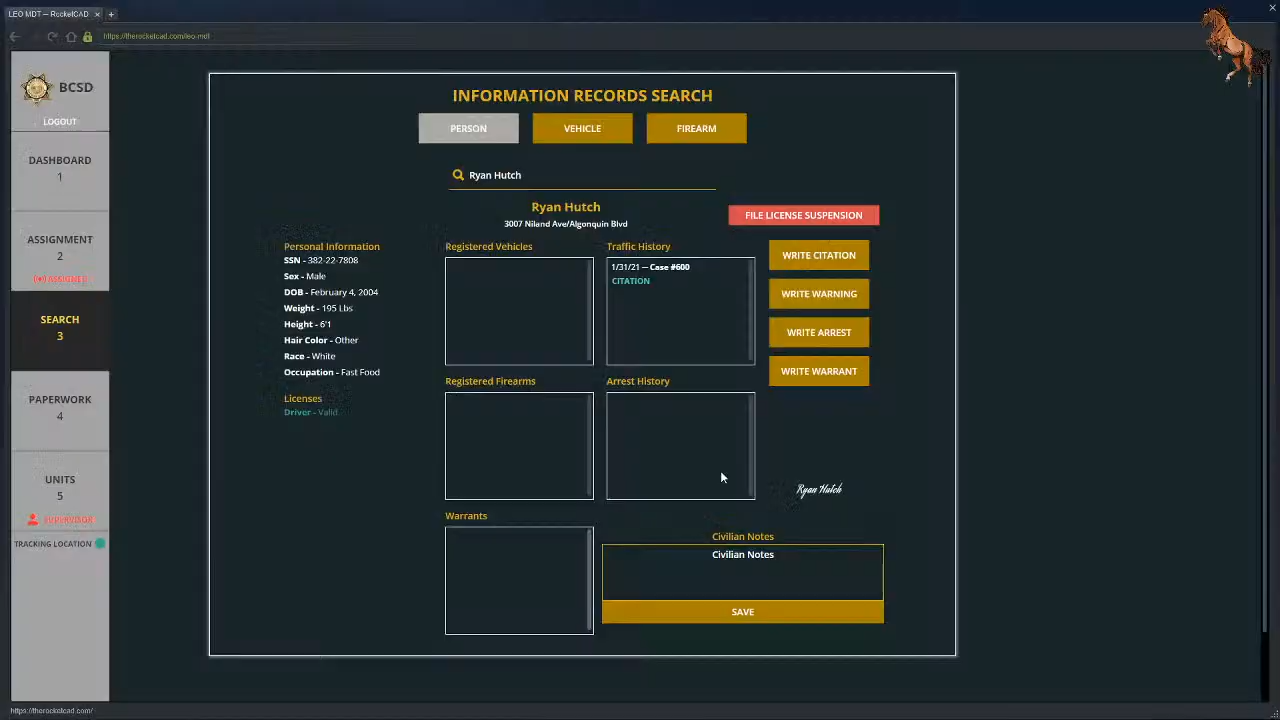 LEO MDT — RocketCAD
https://therocketcad.com/leo-mdt
BCSD
LOGOUT
DASHBOARD
1
ASSIGNMENT
2
ASSIGNED
SEARCH
3
PAPERWORK
4
UNITS
5
SUPERVISOR
TRACKING LOCATION
INFORMATION RECORDS SEARCH
PERSON
VEHICLE
FIREARM
Ryan Hutch
Ryan Hutch
3007 Niland Ave/Algonquin Blvd
FILE LICENSE SUSPENSION
Personal Information
SSN - 382-22-7808
Sex - Male
DOB - February 4, 2004
Weight - 195 Lbs
Height - 6'1
Hair Color - Other
Race - White
Occupation - Fast Food
Licenses
Driver - Valid
Registered Vehicles
Traffic History
1/31/21 — Case #600
CITATION
WRITE CITATION
WRITE WARNING
WRITE ARREST
WRITE WARRANT
Registered Firearms
Arrest History
Ryan Hutch
Warrants
Civilian Notes
Civilian Notes
SAVE
https://therocketcad.com/